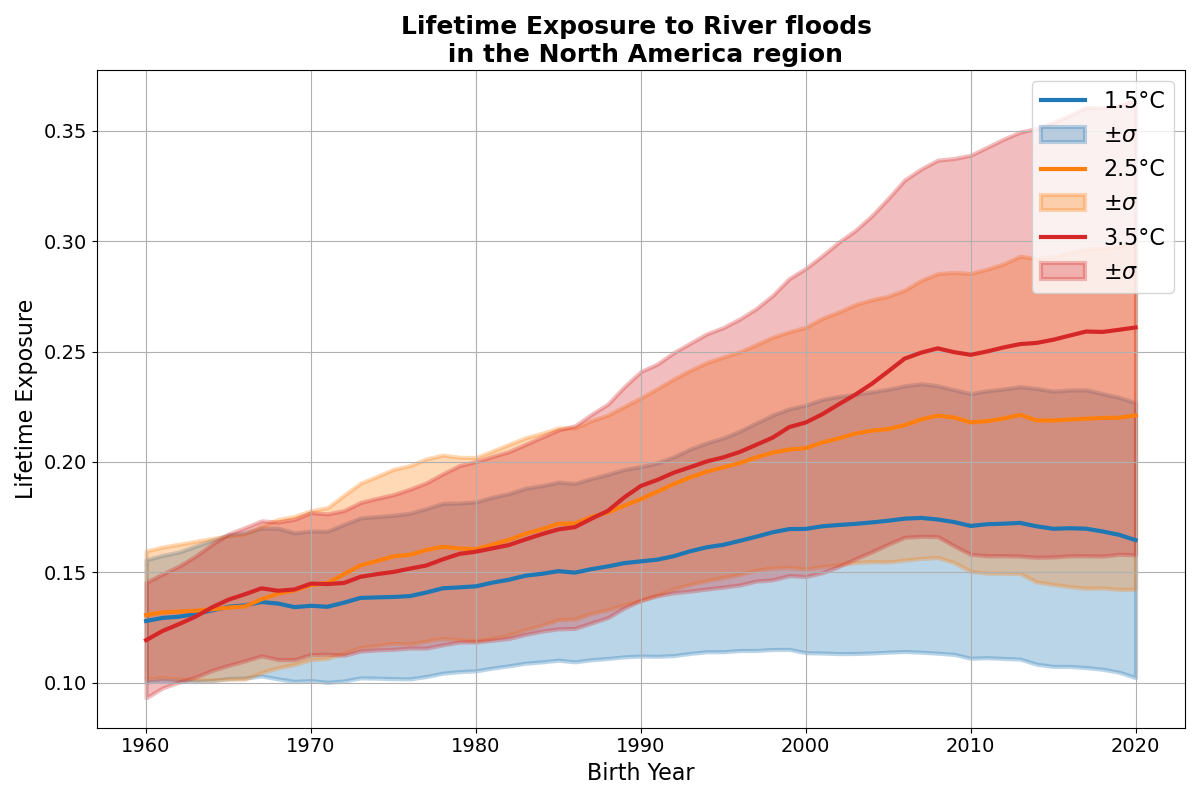 Lifetime Exposure to River floods
in the North America region
1.5°C
±σ
2.5°C
±σ
3.5°C
±σ
Lifetime Exposure
0.35
0.30
0.25
0.20
0.15
0.10
1960 1970 1980 1990 2000 2010 2020
Birth Year